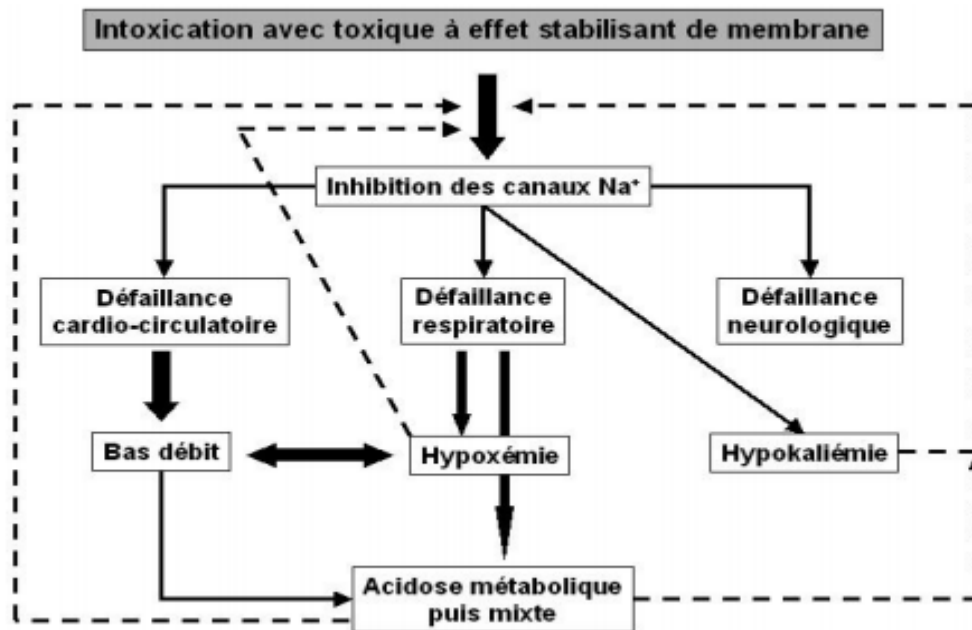 Intoxication avec toxique à effet stabilisant de membrane
Inhibition des canaux Na⁺
Défaillance
cardio-circulatoire
Défaillance
respiratoire
Défaillance
neurologique
Bas débit
Hypoxémie
Hypokaliémie
Acidose métabolique
puis mixte